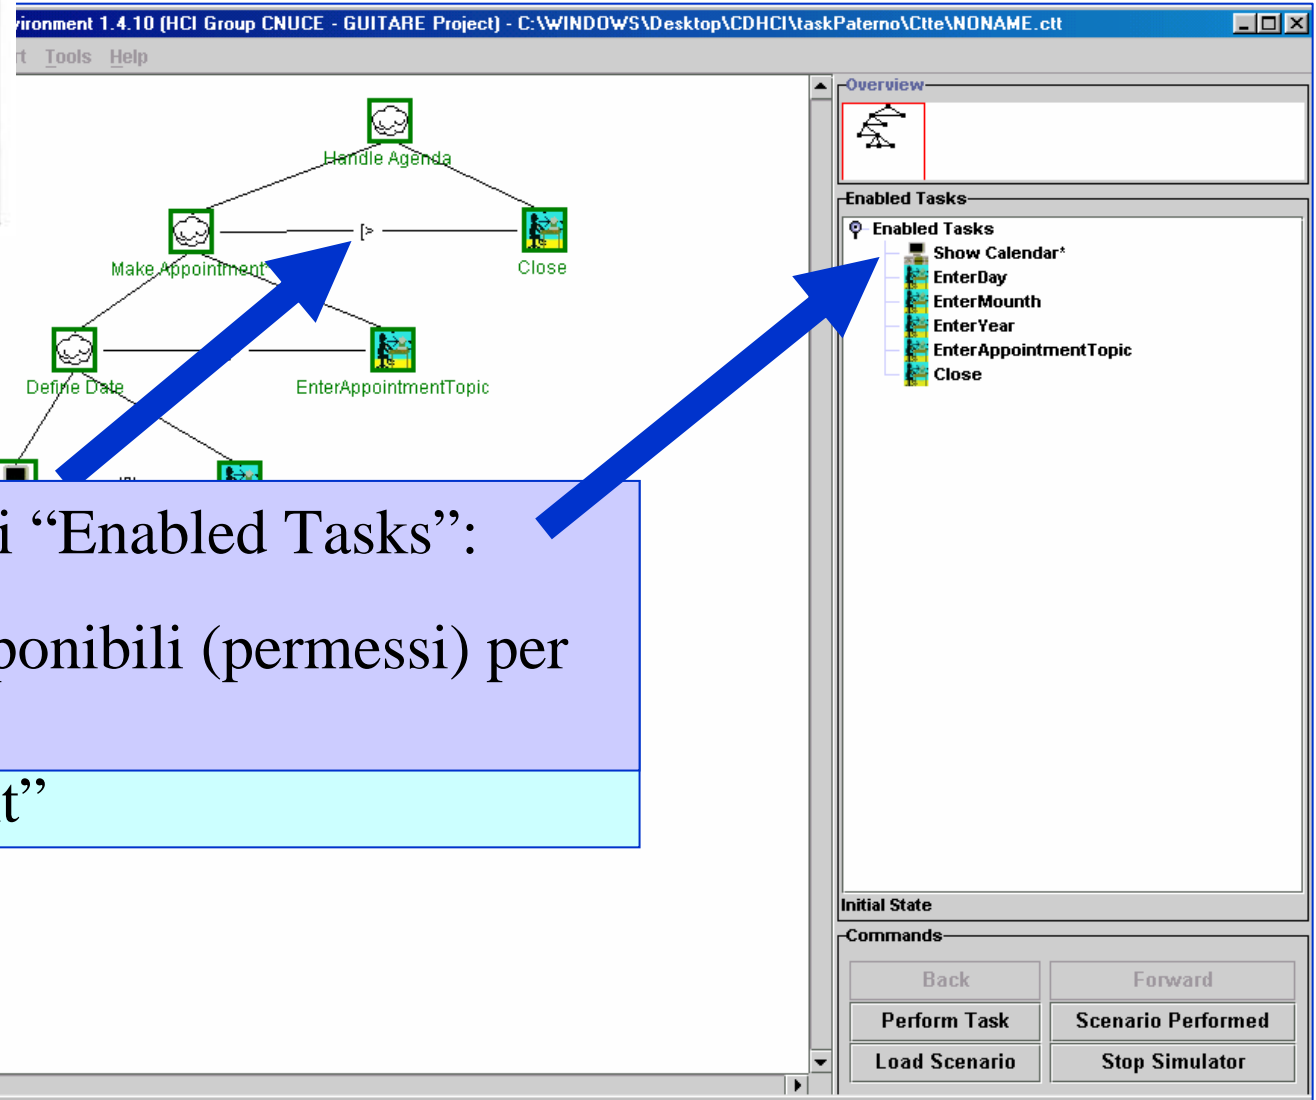 vironment 1.4.10 (HCI Group CNUCE - GUITARE Project) - C:\WINDOWS\Desktop\CDHCI\taskPaterno\Ctte\NONAME.ctt
rt Tools Help
Handle Agenda
Make Appointment*
[>
Close
Define Date
EnterAppointmentTopic
i “Enabled Tasks”:
ponibili (permessi) per
t”
Overview
Enabled Tasks
Enabled Tasks
Show Calendar*
EnterDay
EnterMounth
EnterYear
EnterAppointmentTopic
Close
Initial State
Commands
Back Forward
Perform Task Scenario Performed
Load Scenario Stop Simulator